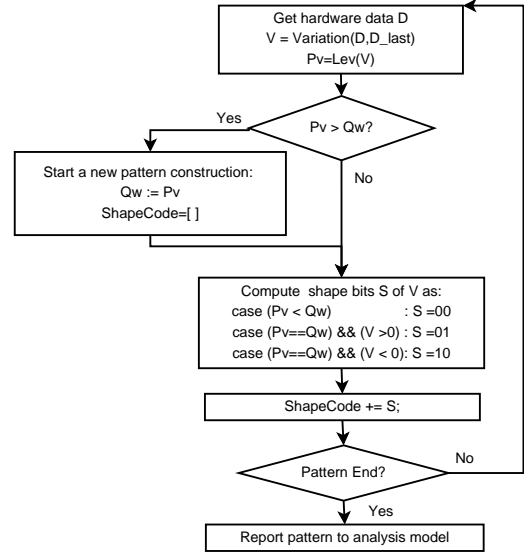 Get hardware data D
V = Variation(D,D_last)
Pv=Lev(V)
Yes
Pv > Qw?
Start a new pattern construction:
Qw := Pv
ShapeCode=[ ]
No
Compute shape bits S of V as:
case (Pv < Qw) : S =00
case (Pv==Qw) && (V >0): S =01
case (Pv==Qw) && (V < 0): S =10
ShapeCode += S;
Pattern End?
No
Yes
Report pattern to analysis model